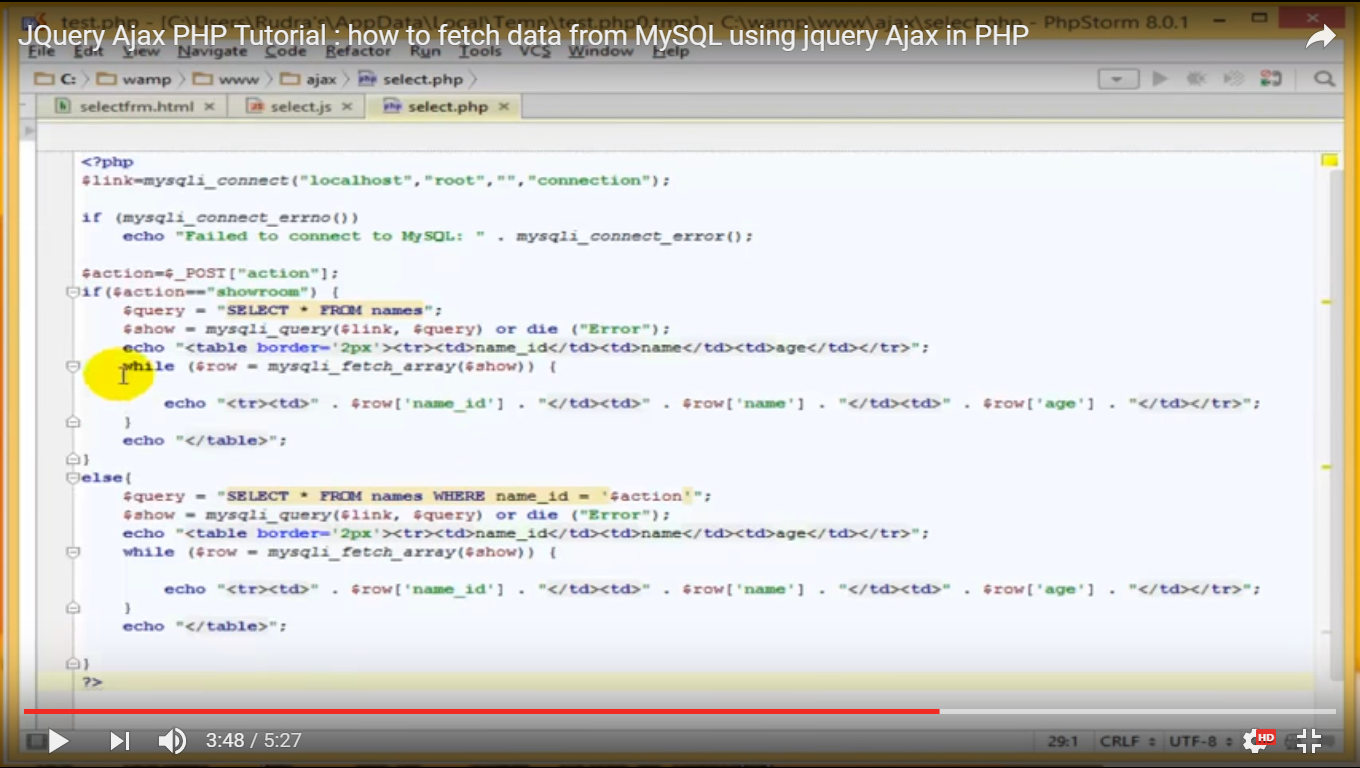 test.php - [C:\Users\Rudra's\AppData\Local\Temp\test.php0.tmp] - C:\wamp\www\ajax\select.php - PhpStorm 8.0.1
JQuery Ajax PHP Tutorial : how to fetch data from MySQL using jquery Ajax in PHP
File Edit View Navigate Code Refactor Run Tools VCS Window Help
C: wamp www ajax select.php
selectfrm.html select.js select.php
<?php
$link=mysqli_connect("localhost","root","","connection");
if (mysqli_connect_errno())
echo "Failed to connect to MySQL: " . mysqli_connect_error();
$action=$_POST["action"];
if($action=="showroom") {
$query = "SELECT * FROM names";
$show = mysqli_query($link, $query) or die ("Error");
echo "<table border='2px'><tr><td>name_id</td><td>name</td><td>age</td></tr>";
while ($row = mysqli_fetch_array($show)) {
echo "<tr><td>" . $row['name_id'] . "</td><td>" . $row['name'] . "</td><td>" . $row['age'] . "</td></tr>";
}
echo "</table>";
}
else{
$query = "SELECT * FROM names WHERE name_id = '$action'";
$show = mysqli_query($link, $query) or die ("Error");
echo "<table border='2px'><tr><td>name_id</td><td>name</td><td>age</td></tr>";
while ($row = mysqli_fetch_array($show)) {
echo "<tr><td>" . $row['name_id'] . "</td><td>" . $row['name'] . "</td><td>" . $row['age'] . "</td></tr>";
}
echo "</table>";
}
?>
3:48 / 5:27 29:1 CRLF UTF-8 HD